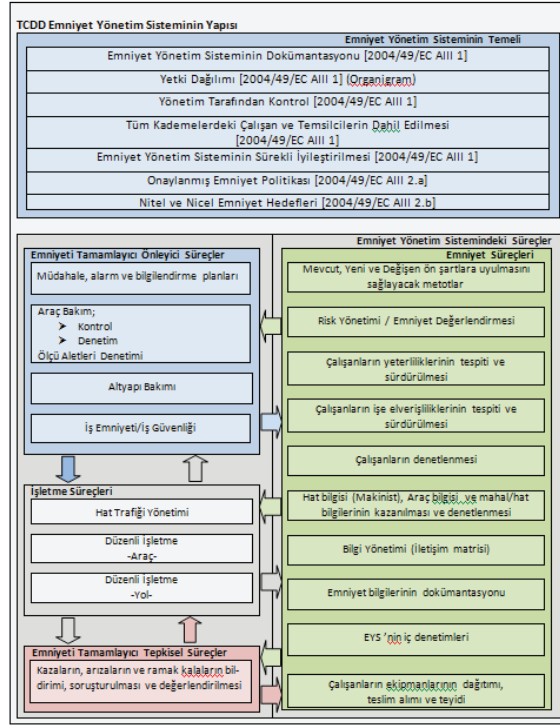 TCDD Emniyet Yönetim Sisteminin Yapısı
Emniyet Yönetim Sisteminin Temeli
Emniyet Yönetim Sisteminin Dokümantasyonu [2004/49/EC AIII 1]
Yetki Dağılımı [2004/49/EC AIII 1] (Organigram)
Yönetim Tarafından Kontrol [2004/49/EC AIII 1]
Tüm Kademelerdeki Çalışan ve Temsilcilerin Dahil Edilmesi
[2004/49/EC AIII 1]
Emniyet Yönetim Sisteminin Sürekli İyileştirilmesi [2004/49/EC AIII 1]
Onaylanmış Emniyet Politikası [2004/49/EC AIII 2.a]
Nitel ve Nicel Emniyet Hedefleri [2004/49/EC AIII 2.b]
Emniyet Yönetim Sistemindeki Süreçler
Emniyeti Tamamlayıcı Önleyici Süreçler
Müdahale, alarm ve bilgilendirme planları
Araç Bakım;
➤ Kontrol
➤ Denetim
Ölçü Aletleri Denetimi
Altyapı Bakımı
İş Emniyeti/İş Güvenliği
İşletme Süreçleri
Hat Trafiği Yönetimi
Düzenli İşletme
-Araç-
Düzenli İşletme
-Yol-
Emniyeti Tamamlayıcı Tepkisel Süreçler
Kazaların, arızaların ve ramak kalaların bil-
dirimi, soruşturulması ve değerlendirilmesi
Emniyet Süreçleri
Mevcut, Yeni ve Değişen ön şartlara uyulmasını
sağlayacak metotlar
Risk Yönetimi / Emniyet Değerlendirmesi
Çalışanların yeterliliklerinin tespiti ve
sürdürülmesi
Çalışanların işe elverişliliklerinin tespiti ve
sürdürülmesi
Çalışanların denetlenmesi
Hat bilgisi (Makinist), Araç bilgisi ve mahal/hat
bilgilerinin kazanılması ve denetlenmesi
Bilgi Yönetimi (İletişim matrisi)
Emniyet bilgilerinin dokümantasyonu
EYS 'nin iç denetimleri
Çalışanların ekipmanlarının dağıtımı,
teslim alımı ve teyidi